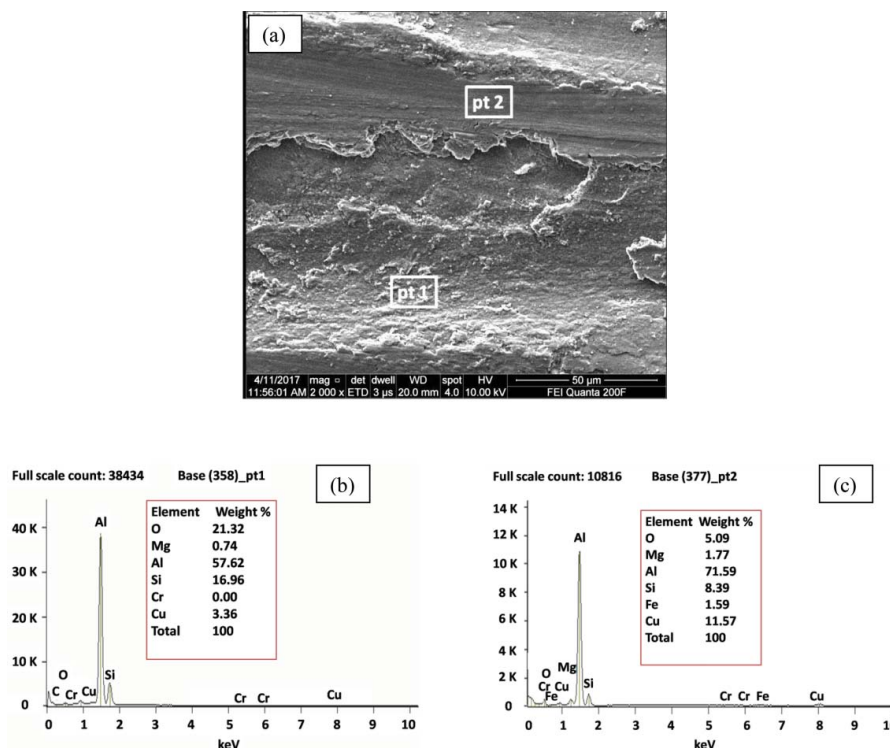 (a)
pt 2
pt 1
4/11/2017 mag □ det dwell WD spot HV 50 µm
11:56:01 AM 2 000 x ETD 3 µs 20.0 mm 4.0 10.00 kV FEI Quanta 200F
Full scale count: 38434 Base (358)_pt1 (b)
Element Weight %
O 21.32
Mg 0.74
Al 57.62
Si 16.96
Cr 0.00
Cu 3.36
Total 100
40 K
30 K
20 K
10 K
0
Al
O
Si
C Cr Cu Cr Cr Cu
1 2 3 4 5 6 7 8 9 10
keV
Full scale count: 10816 Base (377)_pt2 (c)
Element Weight %
O 5.09
Mg 1.77
Al 71.59
Si 8.39
Fe 1.59
Cu 11.57
Total 100
14 K
12 K
10 K
8 K
6 K
4 K
2 K
0
Al
O Mg
Cr Cu Si Cr Cr Fe Cu
Fe
0 1 2 3 4 5 6 7 8 9 1
keV